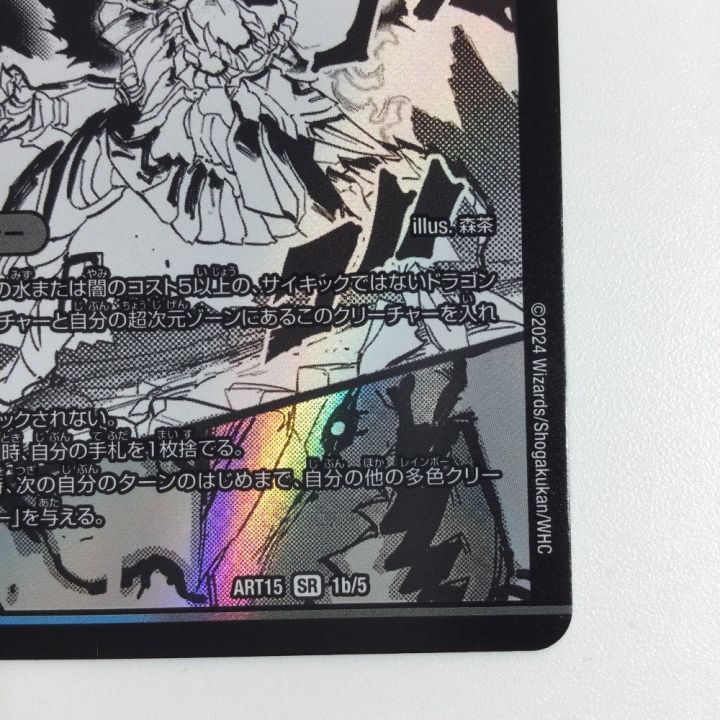 ー
illus. 森茶
の水または闇のコスト5以上の、サイキックではないドラゴン
チャーと自分の超次元ゾーンにあるこのクリーチャーを入れ
ックされない。
時、自分の手札を1枚捨てる。
、次の自分のターンのはじめまで、自分の他の多色クリー
ー」を与える。
ART15 SR 1b/5
©2024 Wizards/Shogakukan/WHC